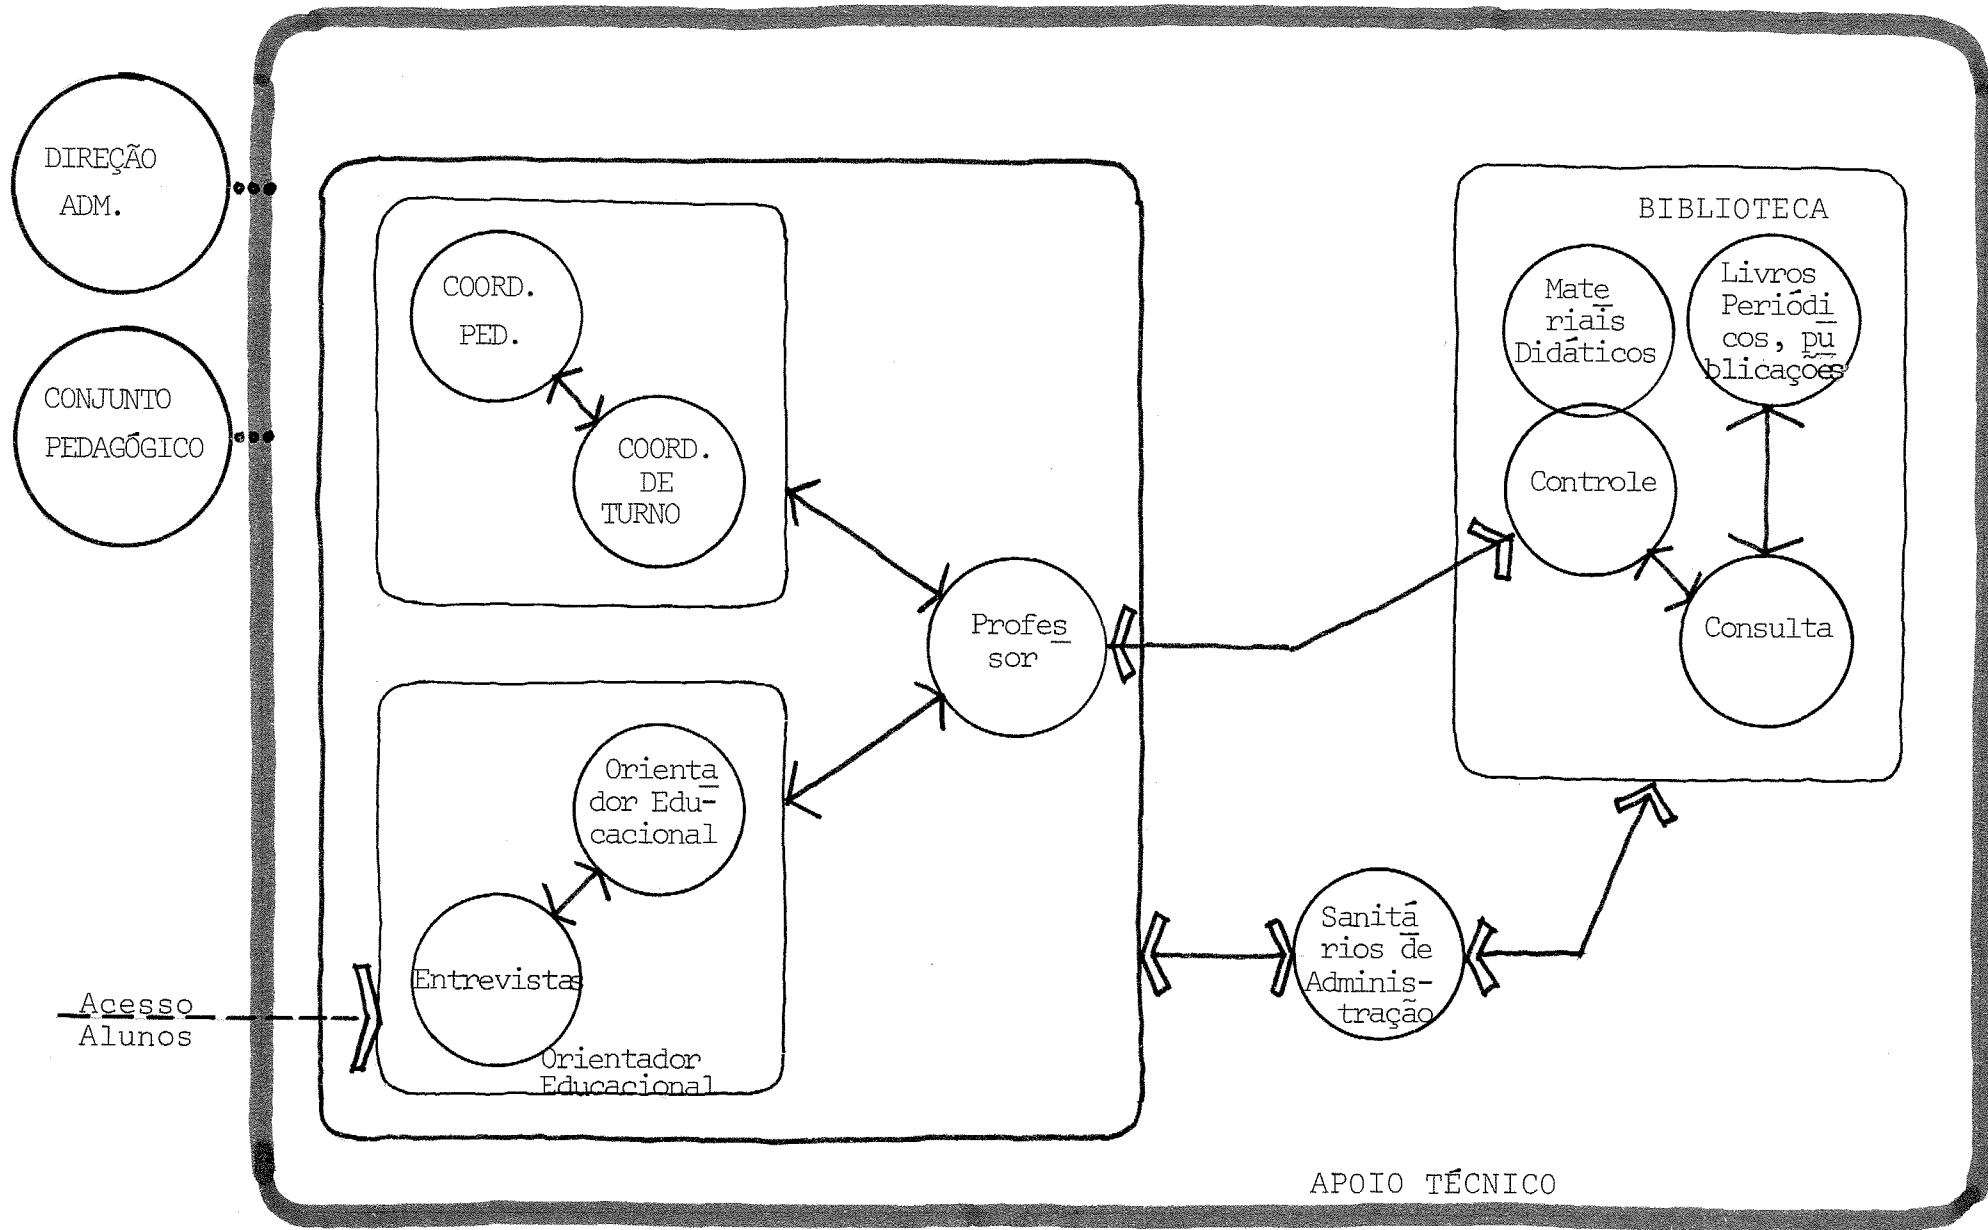 DIREÇÃO
ADM.
CONJUNTO
PEDAGÓGICO
COORD.
PED.
COORD.
DE
TURNO
Profes
sor
Orienta
dor Edu-
cacional
Entrevistas
Orientador
Educacional
Acesso
Alunos
BIBLIOTECA
Mate
riais
Didáticos
Livros
Periódi
cos, pu
blicações
Controle
Consulta
Sanitá
rios de
Adminis-
tração
APOIO TÉCNICO